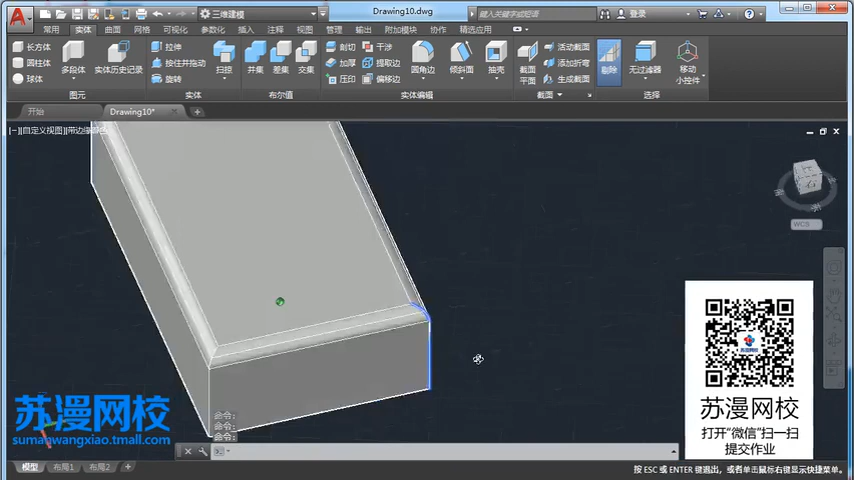 三维建模
Drawing10.dwg
键入关键字或短语
登录
常用 实体 曲面 网格 可视化 参数化 插入 注释 视图 管理 输出 附加模块 协作 精选应用
长方体
圆柱体
球体
多段体
实体历史记录
拉伸
按住并拖动
旋转
扫掠
并集
差集
交集
剖切
加厚
压印
干涉
提取边
偏移边
圆角边
倾斜面
抽壳
截面平面
活动截面
添加折弯
生成截面
剔除
无过滤器
移动小控件
图元
实体
布尔值
实体编辑
截面
选择
开始
Drawing10*
[−][自定义视图]
上
WCS
苏漫网校
打开“微信”扫一扫
提交作业
苏漫网校
sumanwangxiao.tmall.com
命令:
命令:
命令:
模型 布局1 布局2 +
按 ESC 或 ENTER 键退出，或者单击鼠标右键显示快捷菜单。